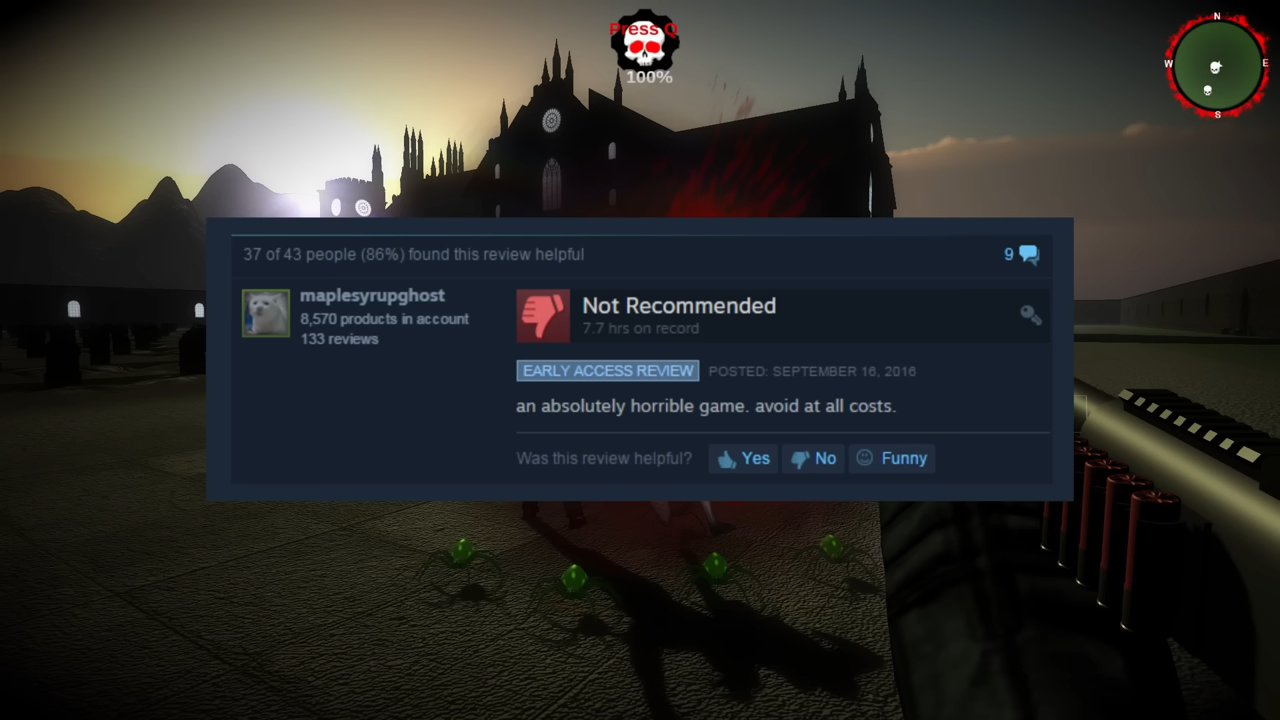 Press Q
100%
N
W
E
S
37 of 43 people (86%) found this review helpful
9
maplesyrupghost
8,570 products in account
133 reviews
Not Recommended
7.7 hrs on record
EARLY ACCESS REVIEW
POSTED: SEPTEMBER 16, 2016
an absolutely horrible game. avoid at all costs.
Was this review helpful?
Yes
No
Funny